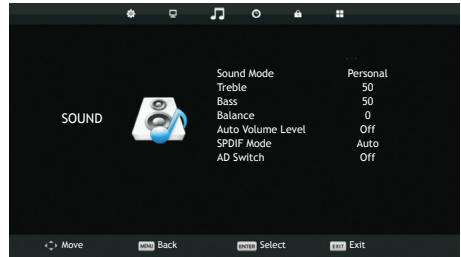 SOUND
Sound Mode Personal
Treble 50
Bass 50
Balance 0
Auto Volume Level Off
SPDIF Mode Auto
AD Switch Off
Move MENU Back ENTER Select EXIT Exit